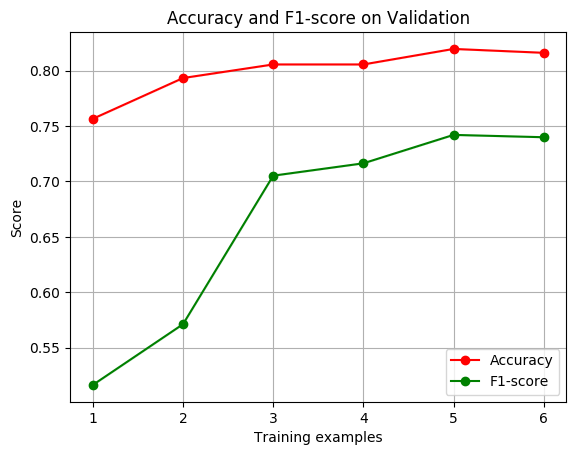 Accuracy and F1-score on Validation
Score
0.80
0.75
0.70
0.65
0.60
0.55
Accuracy
F1-score
1 2 3 4 5 6
Training examples